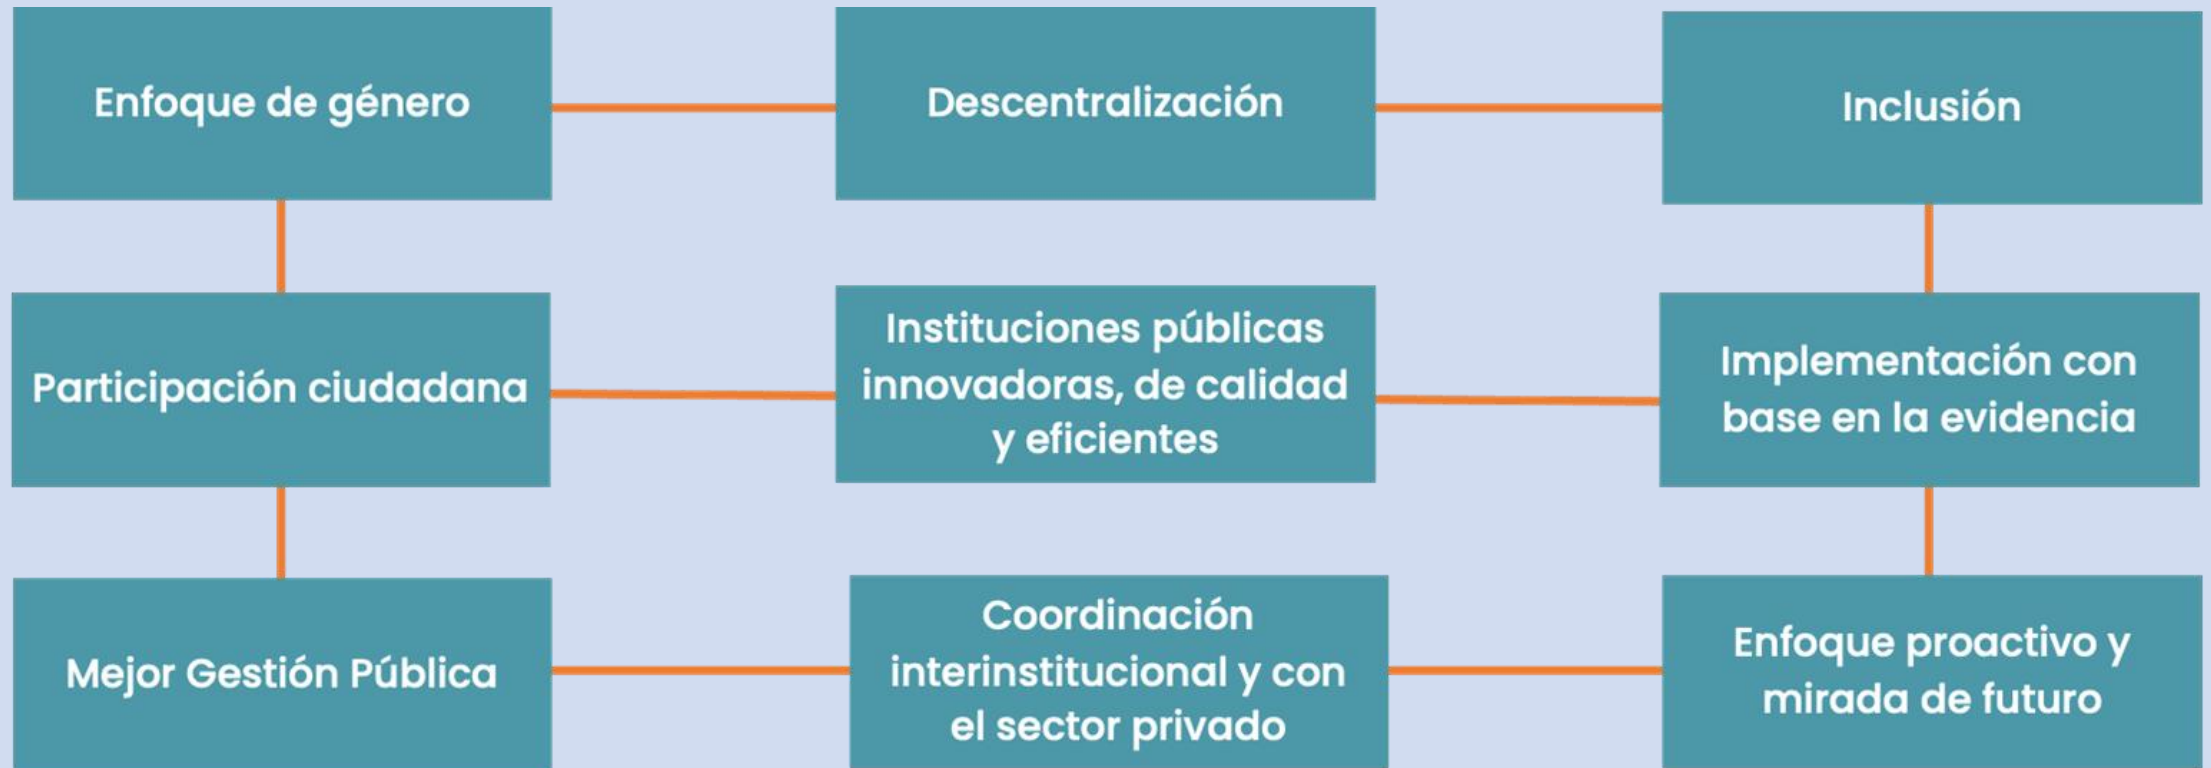 Enfoque de género
Descentralización
Inclusión
Participación ciudadana
Instituciones públicas
innovadoras, de calidad
y eficientes
Implementación con
base en la evidencia
Mejor Gestión Pública
Coordinación
interinstitucional y con
el sector privado
Enfoque proactivo y
mirada de futuro